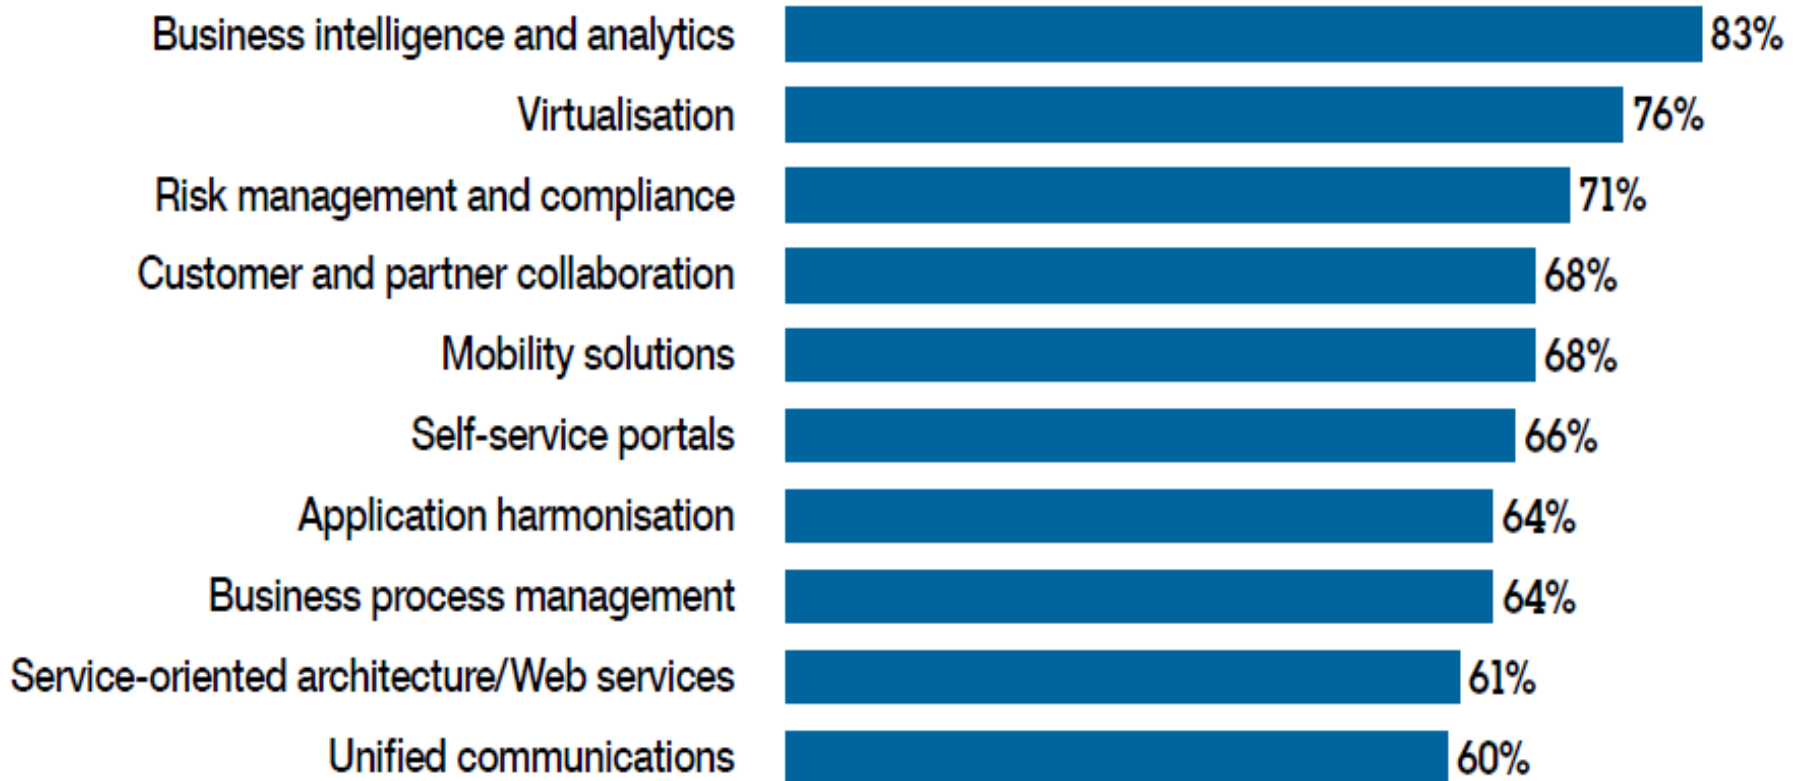 Business intelligence and analytics 83%
Virtualisation 76%
Risk management and compliance 71%
Customer and partner collaboration 68%
Mobility solutions 68%
Self-service portals 66%
Application harmonisation 64%
Business process management 64%
Service-oriented architecture/Web services 61%
Unified communications 60%